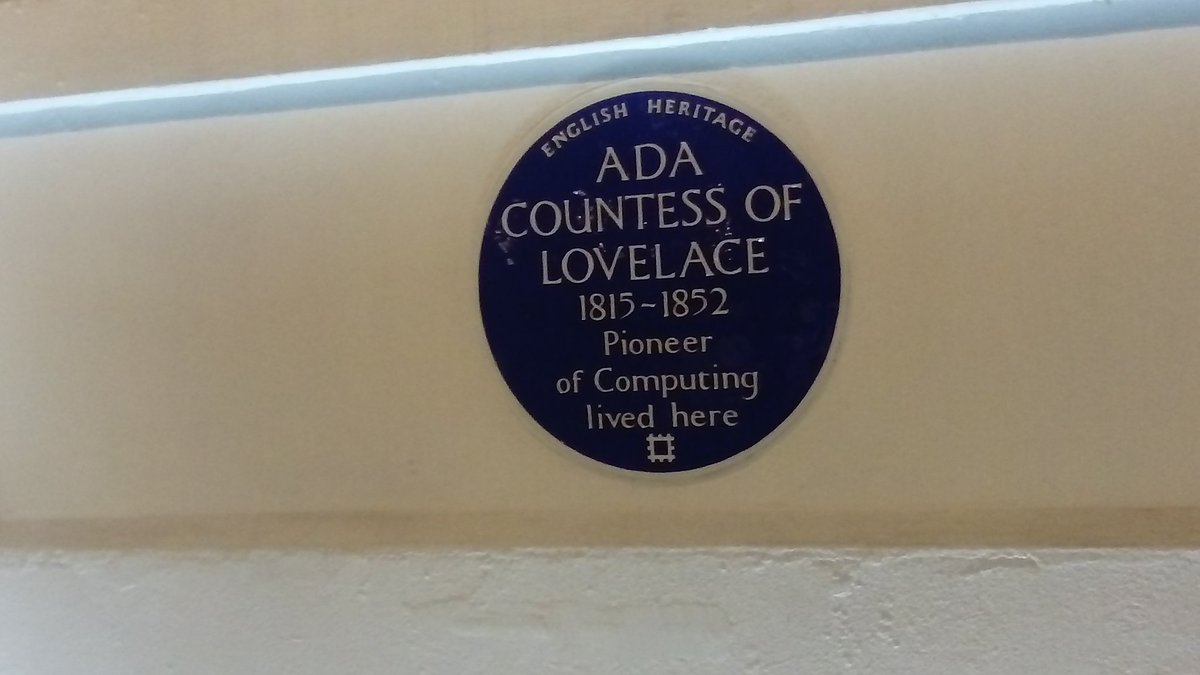 ENGLISH HERITAGE
ADA
COUNTESS OF
LOVELACE
1815~1852
Pioneer
of Computing
lived here